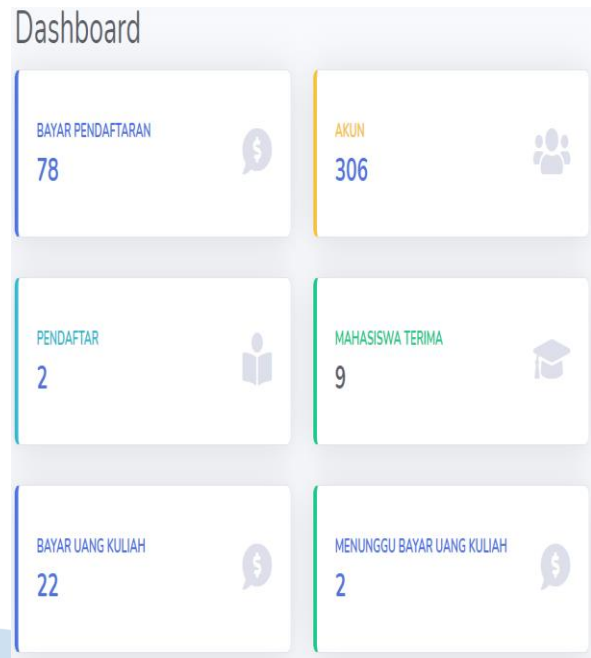 Dashboard
BAYAR PENDAFTARAN
78
AKUN
306
PENDAFTAR
2
MAHASISWA TERIMA
9
BAYAR UANG KULIAH
22
MENUNGGU BAYAR UANG KULIAH
2